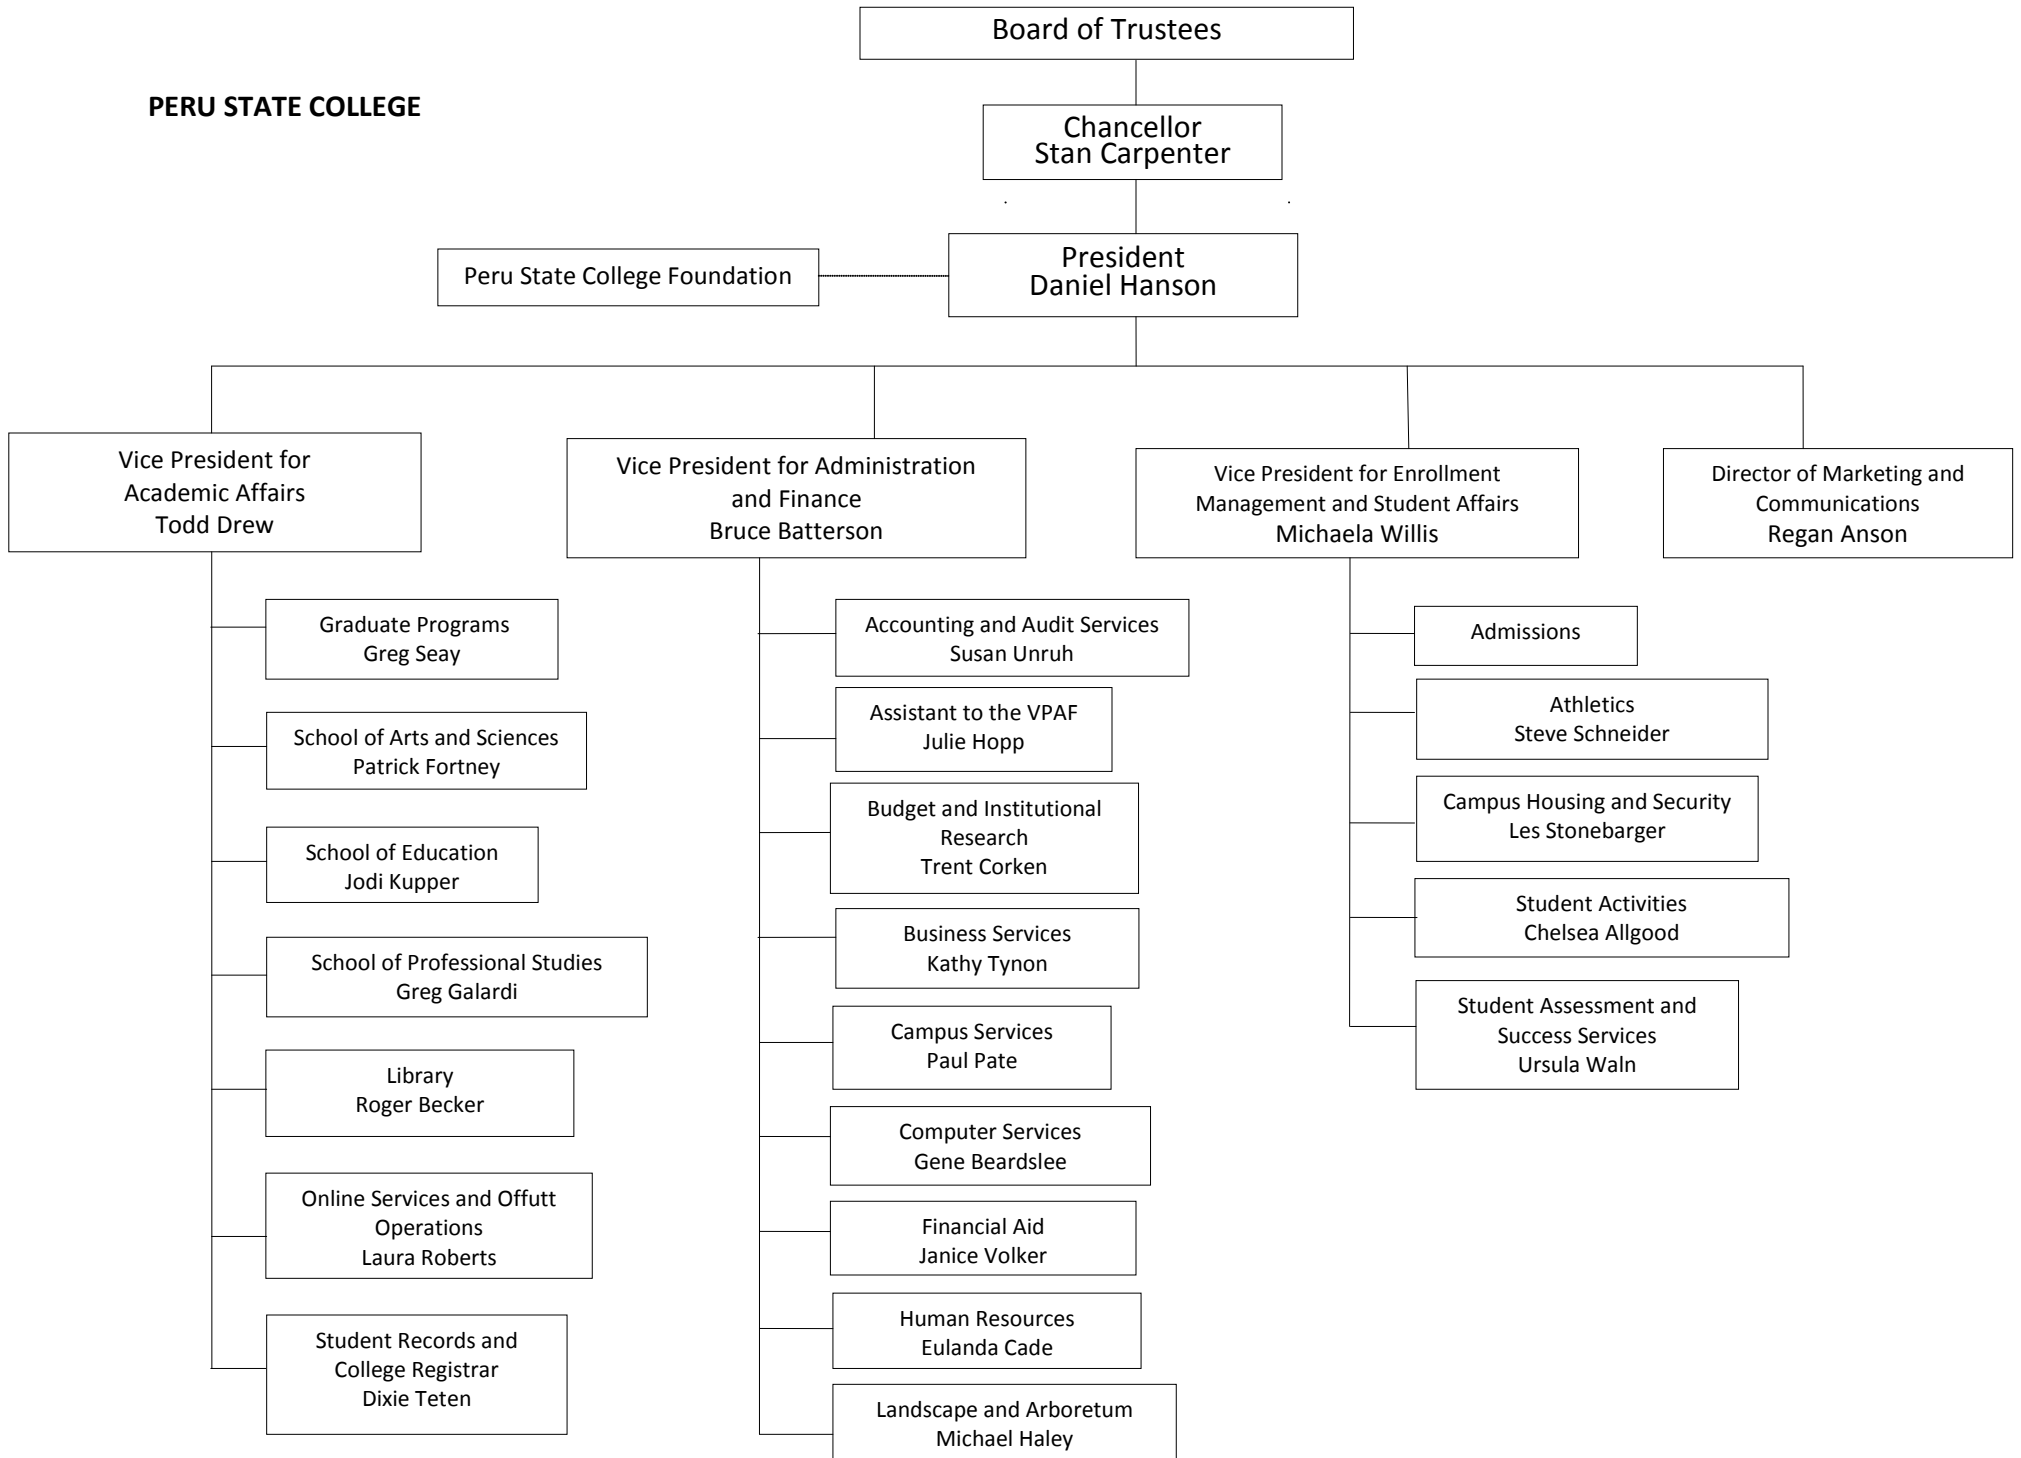 Board of Trustees
PERU STATE COLLEGE
Chancellor
Stan Carpenter
President
Daniel Hanson
Peru State College Foundation
Vice President for
Academic Affairs
Todd Drew
Vice President for Administration
and Finance
Bruce Batterson
Vice President for Enrollment
Management and Student Affairs
Michaela Willis
Director of Marketing and
Communications
Regan Anson
Graduate Programs
Greg Seay
School of Arts and Sciences
Patrick Fortney
School of Education
Jodi Kupper
School of Professional Studies
Greg Galardi
Library
Roger Becker
Online Services and Offutt
Operations
Laura Roberts
Student Records and
College Registrar
Dixie Teten
Accounting and Audit Services
Susan Unruh
Assistant to the VPAF
Julie Hopp
Budget and Institutional
Research
Trent Corken
Business Services
Kathy Tynon
Campus Services
Paul Pate
Computer Services
Gene Beardslee
Financial Aid
Janice Volker
Human Resources
Eulanda Cade
Landscape and Arboretum
Michael Haley
Admissions
Athletics
Steve Schneider
Campus Housing and Security
Les Stonebarger
Student Activities
Chelsea Allgood
Student Assessment and
Success Services
Ursula Waln